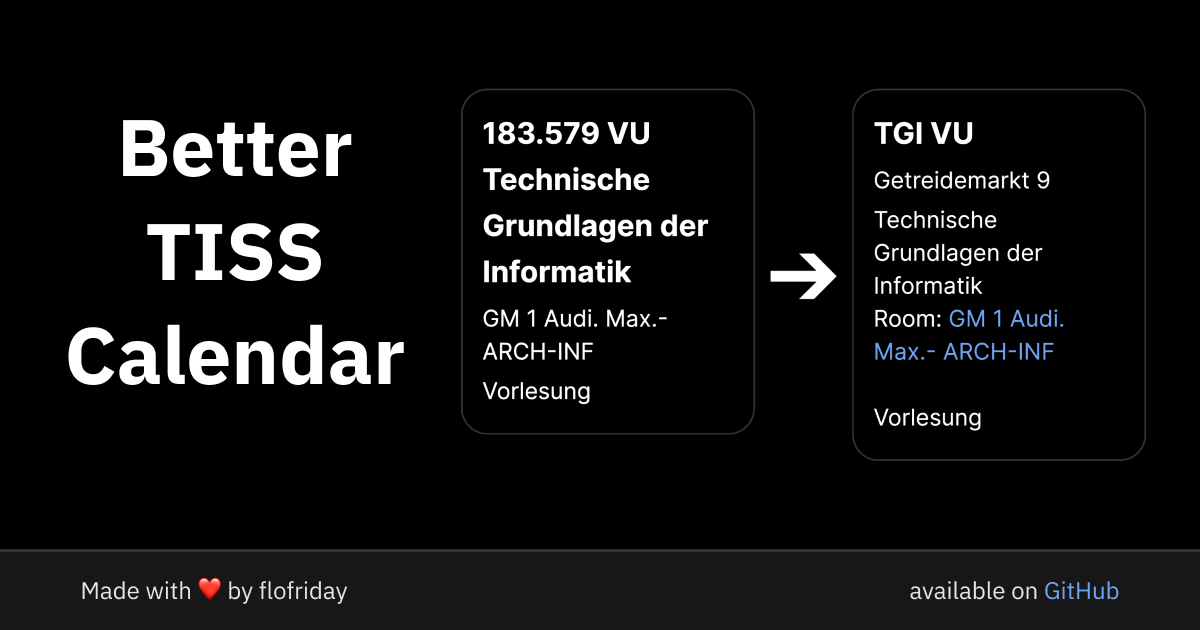 Better
TISS
Calendar
183.579 VU
Technische
Grundlagen der
Informatik
GM 1 Audi. Max.-
ARCH-INF
Vorlesung
TGI VU
Getreidemarkt 9
Technische
Grundlagen der
Informatik
Room: GM 1 Audi.
Max.- ARCH-INF
Vorlesung
Made with ❤️ by flofriday
available on GitHub